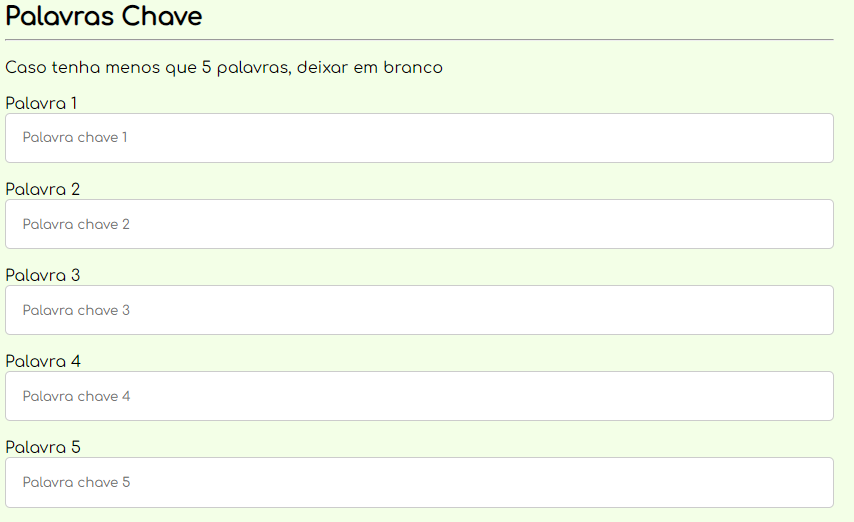 Palavras Chave
Caso tenha menos que 5 palavras, deixar em branco
Palavra 1
Palavra chave 1
Palavra 2
Palavra chave 2
Palavra 3
Palavra chave 3
Palavra 4
Palavra chave 4
Palavra 5
Palavra chave 5